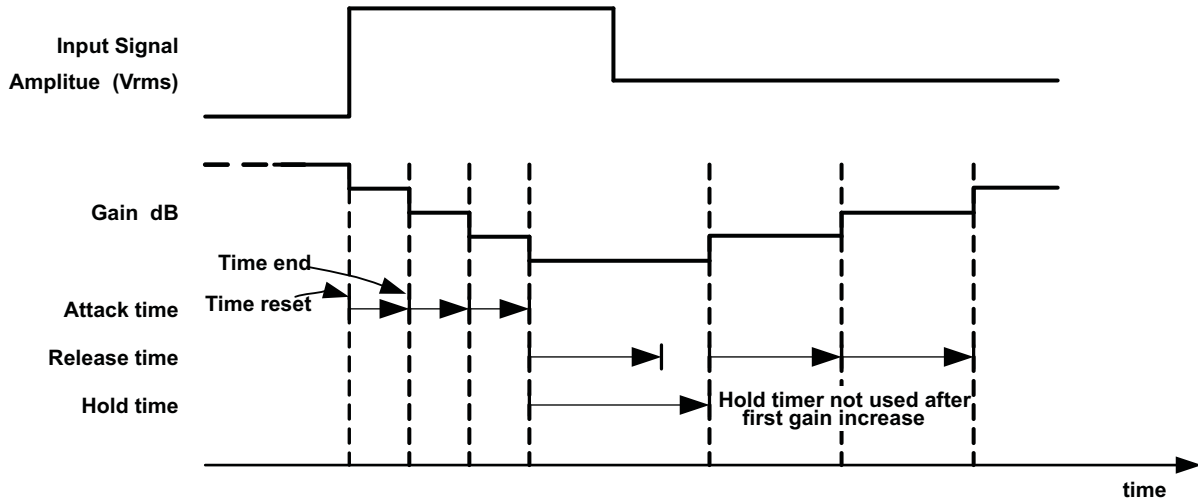 Input Signal
Amplitue (Vrms)
Gain dB
Time end
Time reset
Attack time
Release time
Hold time
Hold timer not used after
first gain increase
time